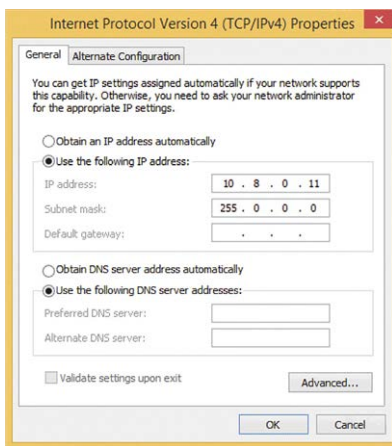 Internet Protocol Version 4 (TCP/IPv4) Properties
General
Alternate Configuration
You can get IP settings assigned automatically if your network supports
this capability. Otherwise, you need to ask your network administrator
for the appropriate IP settings.
Obtain an IP address automatically
Use the following IP address:
IP address:
10 . 8 . 0 . 11
Subnet mask:
255 . 0 . 0 . 0
Default gateway:
. . .
Obtain DNS server address automatically
Use the following DNS server addresses:
Preferred DNS server:
Alternate DNS server:
Validate settings upon exit
Advanced...
OK
Cancel